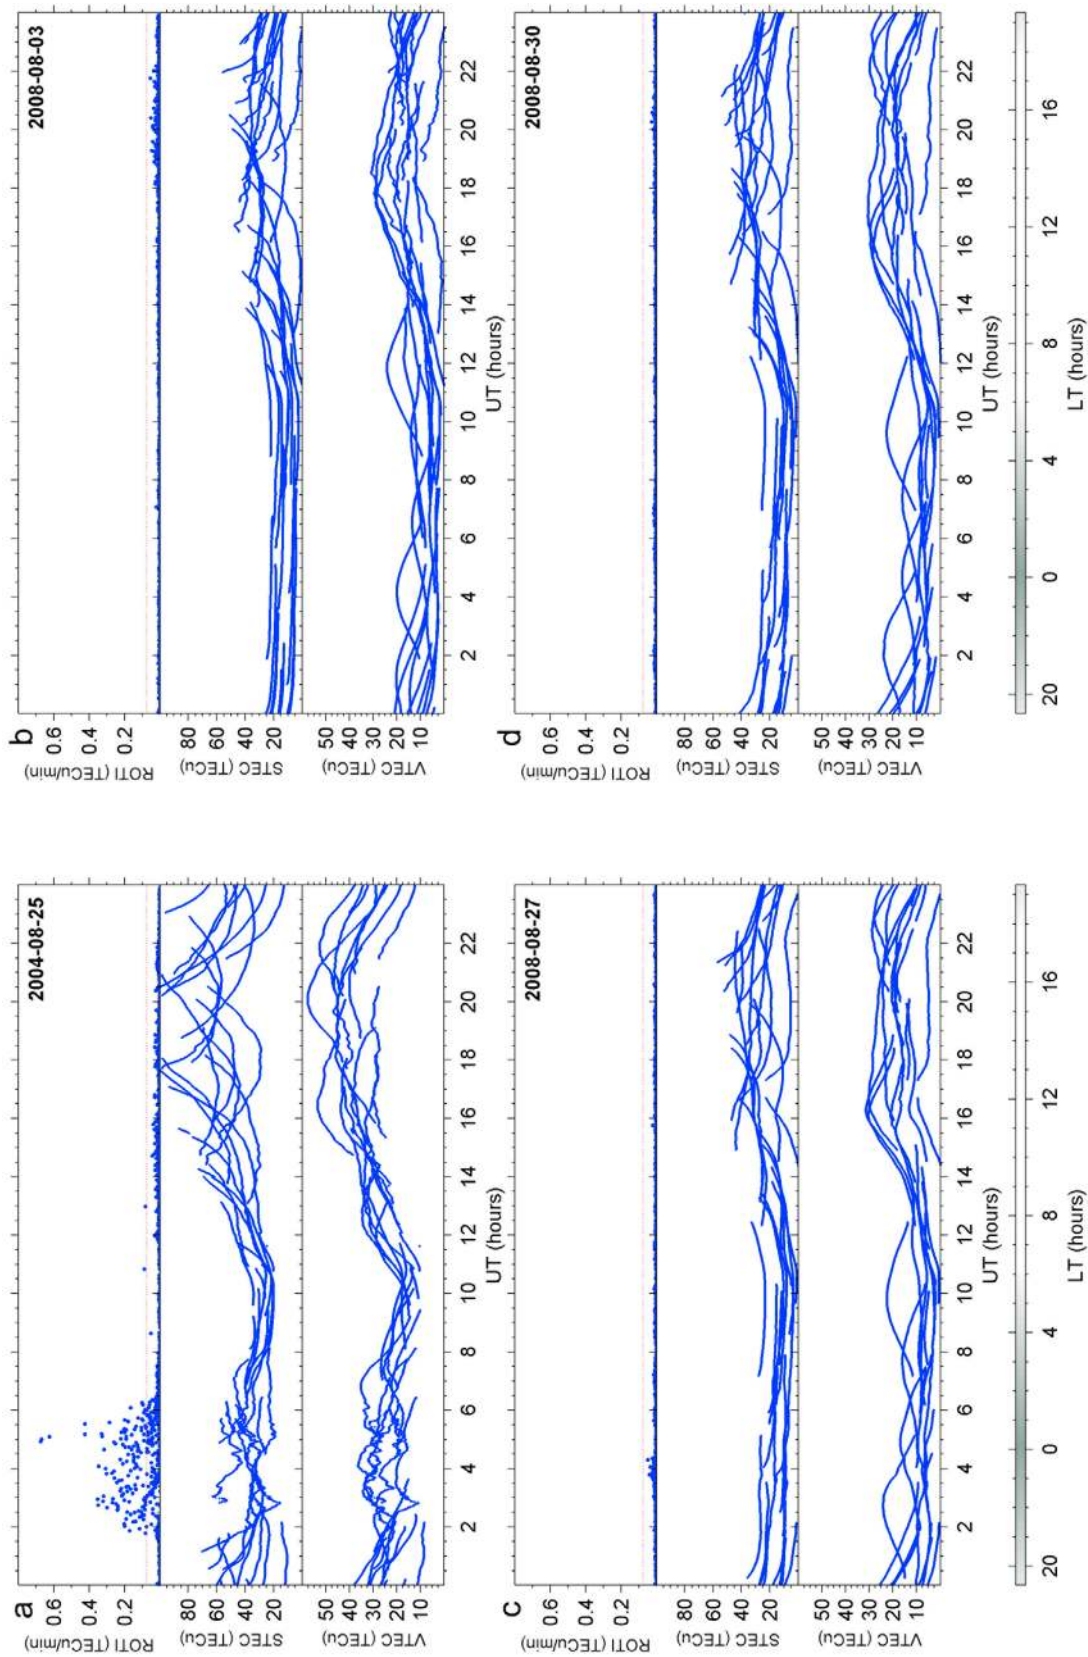 a
2004-08-25
ROTI (TECu/min)
0.6
0.4
0.2
STEC (TECu)
80
60
40
20
VTEC (TECu)
50
40
30
20
10
2 4 6 8 10 12 14 16 18 20 22
UT (hours)
b
2008-08-03
ROTI (TECu/min)
0.6
0.4
0.2
STEC (TECu)
80
60
40
20
VTEC (TECu)
50
40
30
20
10
2 4 6 8 10 12 14 16 18 20 22
UT (hours)
c
2008-08-27
ROTI (TECu/min)
0.6
0.4
0.2
STEC (TECu)
80
60
40
20
VTEC (TECu)
50
40
30
20
10
2 4 6 8 10 12 14 16 18 20 22
UT (hours)
20 0 4 8 12 16
LT (hours)
d
2008-08-30
ROTI (TECu/min)
0.6
0.4
0.2
STEC (TECu)
80
60
40
20
VTEC (TECu)
50
40
30
20
10
2 4 6 8 10 12 14 16 18 20 22
UT (hours)
20 0 4 8 12 16
LT (hours)